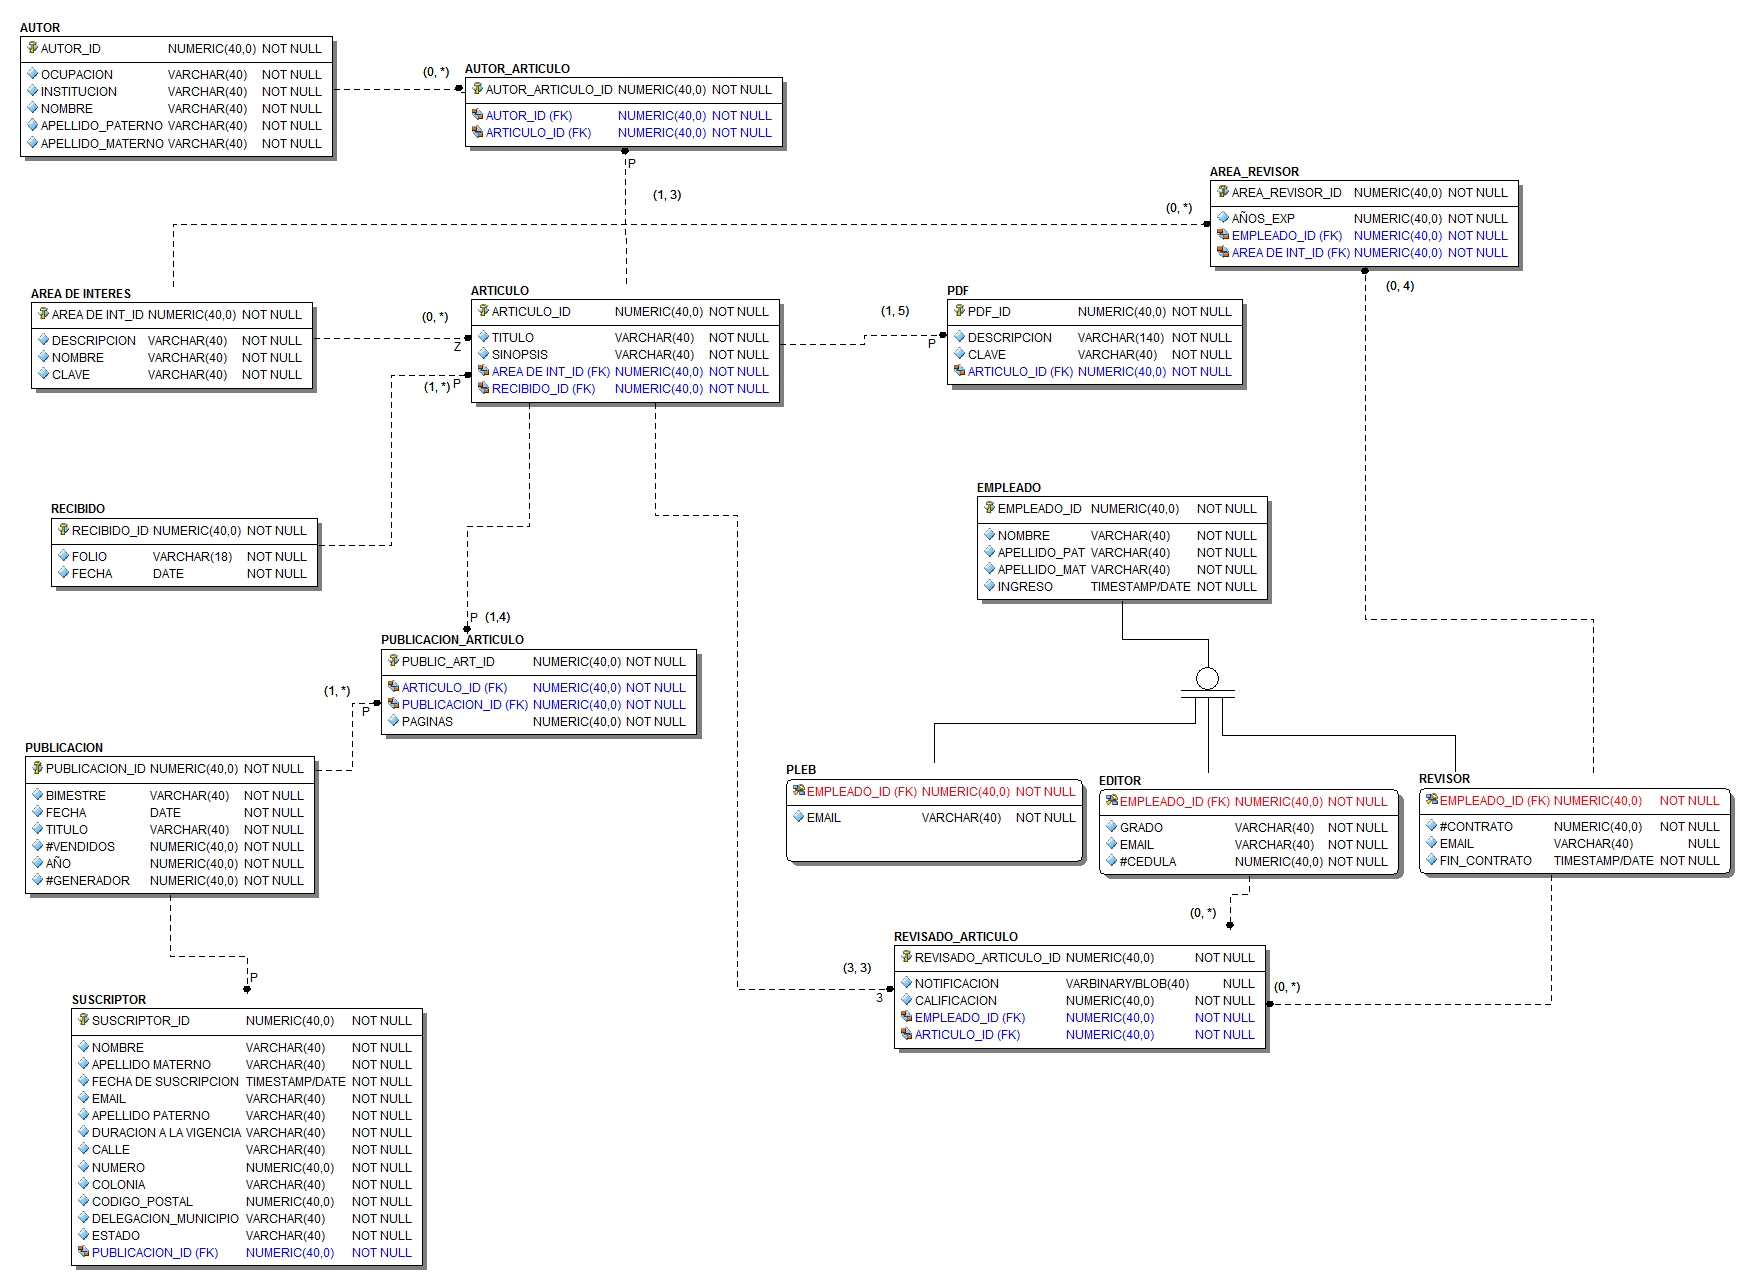 AUTOR
AUTOR_ID NUMERIC(40,0) NOT NULL
OCUPACION VARCHAR(40) NOT NULL
INSTITUCION VARCHAR(40) NOT NULL
NOMBRE VARCHAR(40) NOT NULL
APELLIDO_PATERNO VARCHAR(40) NOT NULL
APELLIDO_MATERNO VARCHAR(40) NOT NULL
(0, *)
AUTOR_ARTICULO
AUTOR_ARTICULO_ID NUMERIC(40,0) NOT NULL
AUTOR_ID (FK) NUMERIC(40,0) NOT NULL
ARTICULO_ID (FK) NUMERIC(40,0) NOT NULL
P
(1, 3)
AREA_REVISOR
AREA_REVISOR_ID NUMERIC(40,0) NOT NULL
AÑOS_EXP NUMERIC(40,0) NOT NULL
EMPLEADO_ID (FK) NUMERIC(40,0) NOT NULL
AREA DE INT_ID (FK) NUMERIC(40,0) NOT NULL
(0, *)
(0, 4)
AREA DE INTERES
AREA DE INT_ID NUMERIC(40,0) NOT NULL
DESCRIPCION VARCHAR(40) NOT NULL
NOMBRE VARCHAR(40) NOT NULL
CLAVE VARCHAR(40) NOT NULL
(0, *)
Z
(1, *) P
ARTICULO
ARTICULO_ID NUMERIC(40,0) NOT NULL
TITULO VARCHAR(40) NOT NULL
SINOPSIS VARCHAR(40) NOT NULL
AREA DE INT_ID (FK) NUMERIC(40,0) NOT NULL
RECIBIDO_ID (FK) NUMERIC(40,0) NOT NULL
(1, 5)
P
PDF
PDF_ID NUMERIC(40,0) NOT NULL
DESCRIPCION VARCHAR(140) NOT NULL
CLAVE VARCHAR(40) NOT NULL
ARTICULO_ID (FK) NUMERIC(40,0) NOT NULL
RECIBIDO
RECIBIDO_ID NUMERIC(40,0) NOT NULL
FOLIO VARCHAR(18) NOT NULL
FECHA DATE NOT NULL
EMPLEADO
EMPLEADO_ID NUMERIC(40,0) NOT NULL
NOMBRE VARCHAR(40) NOT NULL
APELLIDO_PAT VARCHAR(40) NOT NULL
APELLIDO_MAT VARCHAR(40) NOT NULL
INGRESO TIMESTAMP/DATE NOT NULL
P (1,4)
PUBLICACION_ARTICULO
PUBLIC_ART_ID NUMERIC(40,0) NOT NULL
ARTICULO_ID (FK) NUMERIC(40,0) NOT NULL
PUBLICACION_ID (FK) NUMERIC(40,0) NOT NULL
PAGINAS NUMERIC(40,0) NOT NULL
(1, *)
P
PUBLICACION
PUBLICACION_ID NUMERIC(40,0) NOT NULL
BIMESTRE VARCHAR(40) NOT NULL
FECHA DATE NOT NULL
TITULO VARCHAR(40) NOT NULL
#VENDIDOS NUMERIC(40,0) NOT NULL
AÑO NUMERIC(40,0) NOT NULL
#GENERADOR NUMERIC(40,0) NOT NULL
PLEB
EMPLEADO_ID (FK) NUMERIC(40,0) NOT NULL
EMAIL VARCHAR(40) NOT NULL
EDITOR
EMPLEADO_ID (FK) NUMERIC(40,0) NOT NULL
GRADO VARCHAR(40) NOT NULL
EMAIL VARCHAR(40) NOT NULL
#CEDULA NUMERIC(40,0) NOT NULL
REVISOR
EMPLEADO_ID (FK) NUMERIC(40,0) NOT NULL
#CONTRATO NUMERIC(40,0) NOT NULL
EMAIL VARCHAR(40) NULL
FIN_CONTRATO TIMESTAMP/DATE NOT NULL
(0, *)
REVISADO_ARTICULO
REVISADO_ARTICULO_ID NUMERIC(40,0) NOT NULL
NOTIFICACION VARBINARY/BLOB(40) NULL
CALIFICACION NUMERIC(40,0) NOT NULL
EMPLEADO_ID (FK) NUMERIC(40,0) NOT NULL
ARTICULO_ID (FK) NUMERIC(40,0) NOT NULL
(3, 3)
3
(0, *)
P
SUSCRIPTOR
SUSCRIPTOR_ID NUMERIC(40,0) NOT NULL
NOMBRE VARCHAR(40) NOT NULL
APELLIDO MATERNO VARCHAR(40) NOT NULL
FECHA DE SUSCRIPCION TIMESTAMP/DATE NOT NULL
EMAIL VARCHAR(40) NOT NULL
APELLIDO PATERNO VARCHAR(40) NOT NULL
DURACION A LA VIGENCIA VARCHAR(40) NOT NULL
CALLE VARCHAR(40) NOT NULL
NUMERO NUMERIC(40,0) NOT NULL
COLONIA VARCHAR(40) NOT NULL
CODIGO_POSTAL NUMERIC(40,0) NOT NULL
DELEGACION_MUNICIPIO VARCHAR(40) NOT NULL
ESTADO VARCHAR(40) NOT NULL
PUBLICACION_ID (FK) NUMERIC(40,0) NOT NULL